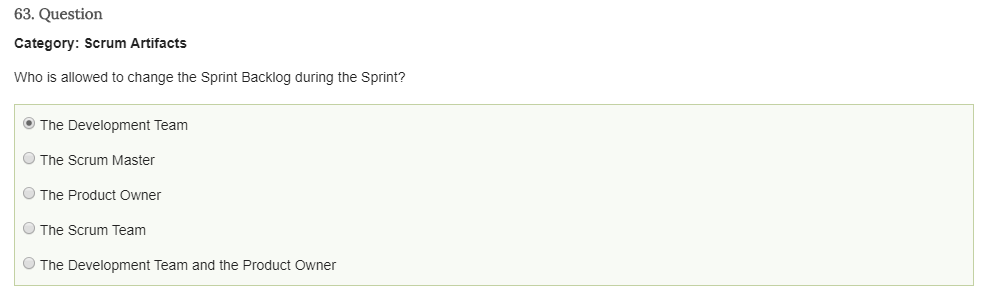 63. Question
Category: Scrum Artifacts
Who is allowed to change the Sprint Backlog during the Sprint?
The Development Team
The Scrum Master
The Product Owner
The Scrum Team
The Development Team and the Product Owner